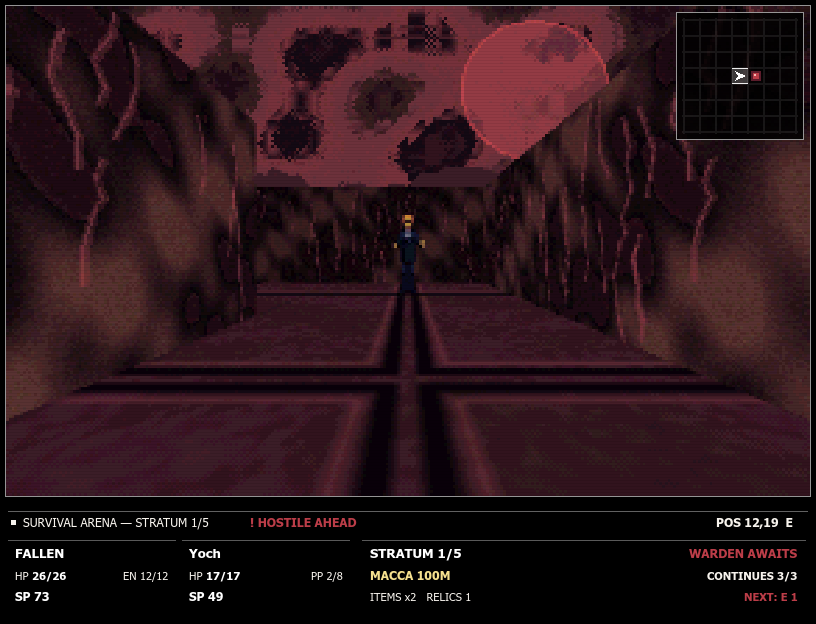 SURVIVAL ARENA — STRATUM 1/5 ! HOSTILE AHEAD POS 12,19 E
FALLEN Yoch STRATUM 1/5 WARDEN AWAITS
HP 26/26 EN 12/12 HP 17/17 PP 2/8 MACCA 100M CONTINUES 3/3
SP 73 SP 49 ITEMS x2 RELICS 1 NEXT: E 1